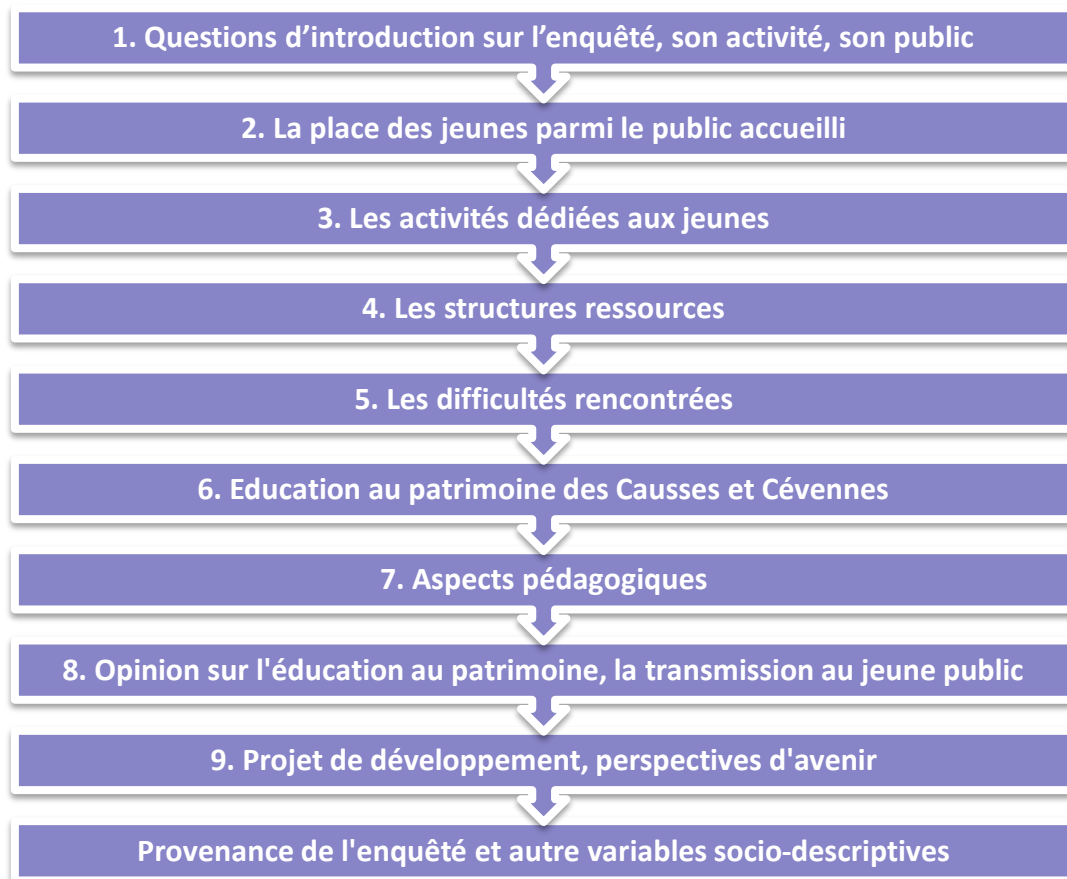 1. Questions d’introduction sur l’enquêté, son activité, son public
2. La place des jeunes parmi le public accueilli
3. Les activités dédiées aux jeunes
4. Les structures ressources
5. Les difficultés rencontrées
6. Education au patrimoine des Causses et Cévennes
7. Aspects pédagogiques
8. Opinion sur l'éducation au patrimoine, la transmission au jeune public
9. Projet de développement, perspectives d'avenir
Provenance de l'enquêté et autre variables socio-descriptives